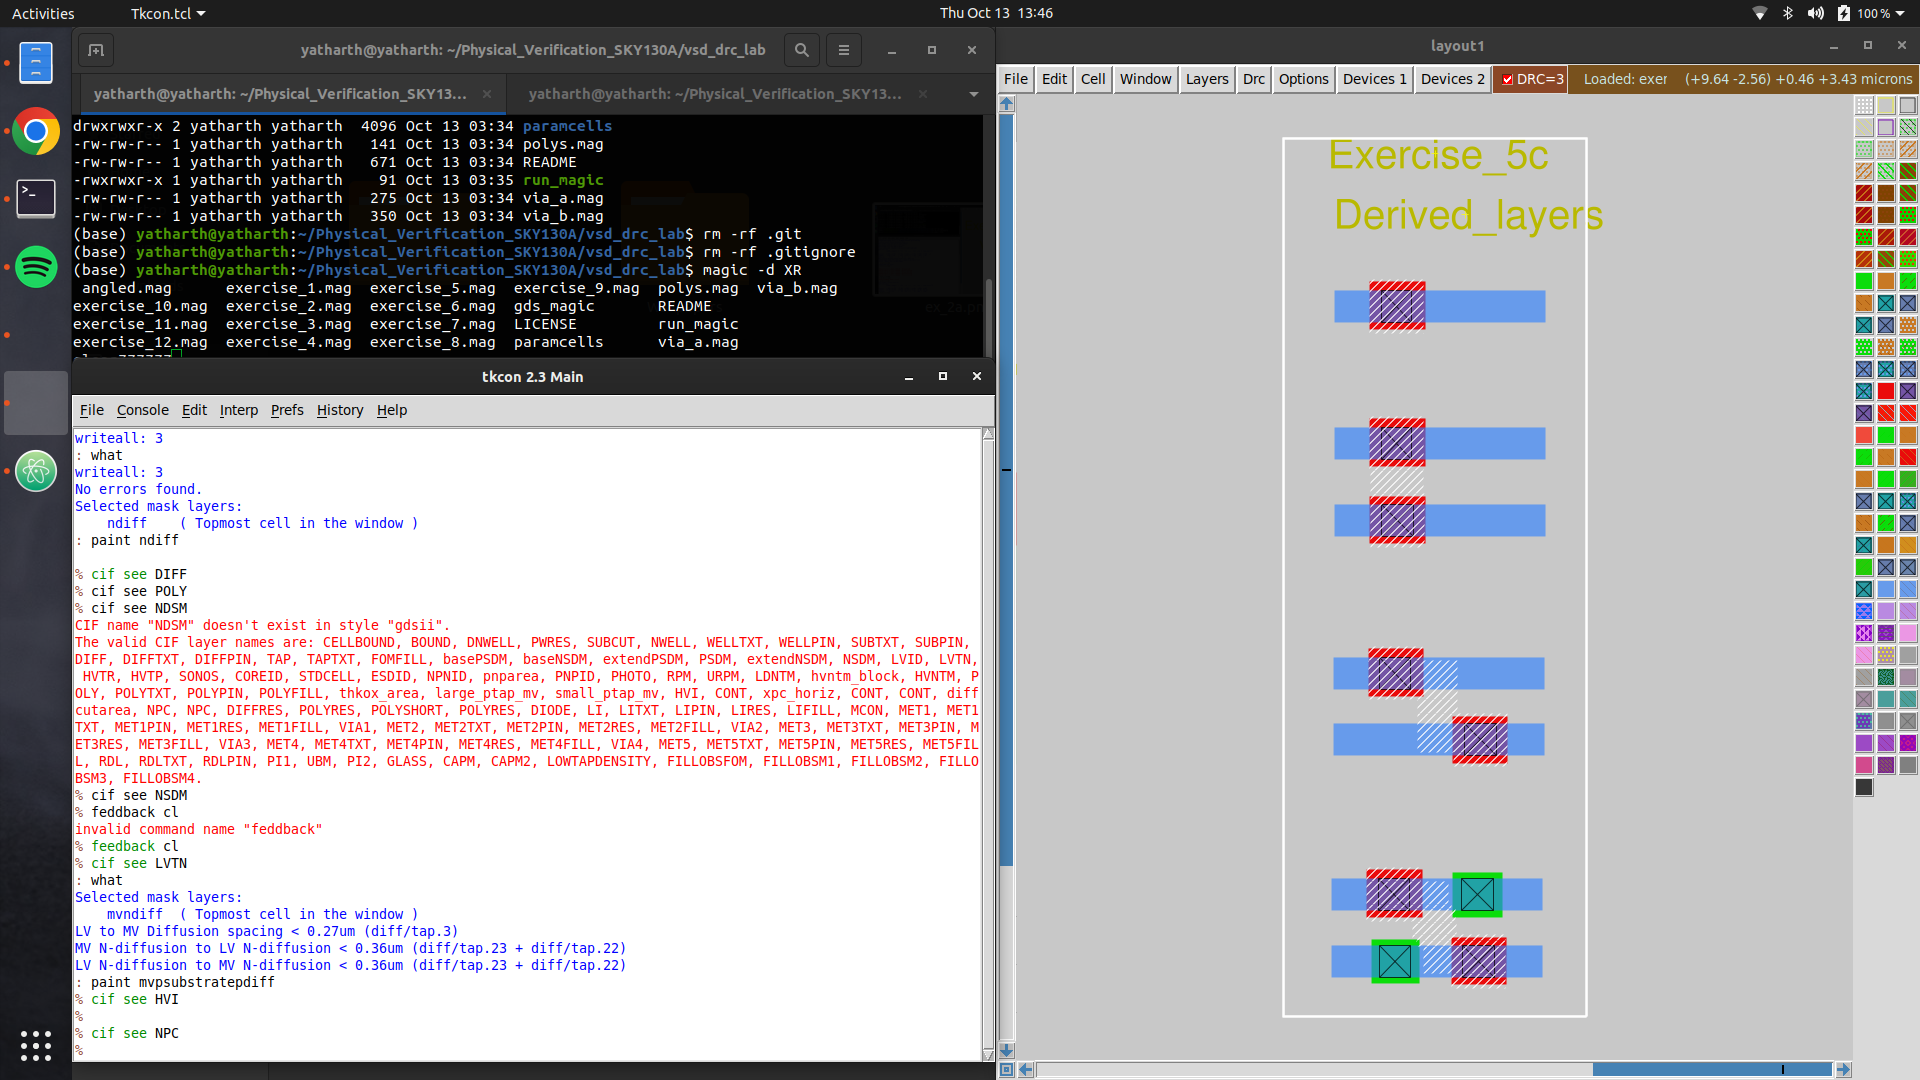 Activities
Tkcon.tcl
Thu Oct 13 13:46
100 %
yatharth@yatharth: ~/Physical_Verification_SKY130A/vsd_drc_lab
yatharth@yatharth: ~/Physical_Verification_SKY13...
yatharth@yatharth: ~/Physical_Verification_SKY13...
drwxrwxr-x 2 yatharth yatharth 4096 Oct 13 03:34 paramcells
-rw-rw-r-- 1 yatharth yatharth 141 Oct 13 03:34 polys.mag
-rw-rw-r-- 1 yatharth yatharth 671 Oct 13 03:34 README
-rwxrwxr-x 1 yatharth yatharth 91 Oct 13 03:35 run_magic
-rw-rw-r-- 1 yatharth yatharth 275 Oct 13 03:34 via_a.mag
-rw-rw-r-- 1 yatharth yatharth 350 Oct 13 03:34 via_b.mag
(base) yatharth@yatharth:~/Physical_Verification_SKY130A/vsd_drc_lab$ rm -rf .git
(base) yatharth@yatharth:~/Physical_Verification_SKY130A/vsd_drc_lab$ rm -rf .gitignore
(base) yatharth@yatharth:~/Physical_Verification_SKY130A/vsd_drc_lab$ magic -d XR
angled.mag exercise_1.mag exercise_5.mag exercise_9.mag polys.mag via_b.mag
exercise_10.mag exercise_2.mag exercise_6.mag gds_magic README
exercise_11.mag exercise_3.mag exercise_7.mag LICENSE run_magic
exercise_12.mag exercise_4.mag exercise_8.mag paramcells via_a.mag
tkcon 2.3 Main
File Console Edit Interp Prefs History Help
writeall: 3
: what
writeall: 3
No errors found.
Selected mask layers:
ndiff ( Topmost cell in the window )
: paint ndiff
% cif see DIFF
% cif see POLY
% cif see NDSM
CIF name "NDSM" doesn't exist in style "gdsii".
The valid CIF layer names are: CELLBOUND, BOUND, DNWELL, PWRES, SUBCUT, NWELL, WELLTXT, WELLPIN, SUBTXT, SUBPIN,
DIFF, DIFFTXT, DIFFPIN, TAP, TAPTXT, FOMFILL, basePSDM, baseNSDM, extendPSDM, PSDM, extendNSDM, NSDM, LVID, LVTN,
HVTR, HVTP, SONOS, COREID, STDCELL, ESDID, NPNID, pnparea, PNPID, PHOTO, RPM, URPM, LDNTM, hvntm_block, HVNTM, P
OLY, POLYTXT, POLYPIN, POLYFILL, thkox_area, large_ptap_mv, small_ptap_mv, HVI, CONT, xpc_horiz, CONT, CONT, diff
cutarea, NPC, NPC, DIFFRES, POLYRES, POLYSHORT, POLYRES, DIODE, LI, LITXT, LIPIN, LIRES, LIFILL, MCON, MET1, MET1
TXT, MET1PIN, MET1RES, MET1FILL, VIA1, MET2, MET2TXT, MET2PIN, MET2RES, MET2FILL, VIA2, MET3, MET3TXT, MET3PIN, M
ET3RES, MET3FILL, VIA3, MET4, MET4TXT, MET4PIN, MET4RES, MET4FILL, VIA4, MET5, MET5TXT, MET5PIN, MET5RES, MET5FIL
L, RDL, RDLTXT, RDLPIN, PI1, UBM, PI2, GLASS, CAPM, CAPM2, LOWTAPDENSITY, FILLOBSFOM, FILLOBSM1, FILLOBSM2, FILLO
BSM3, FILLOBSM4.
% cif see NSDM
% feddback cl
invalid command name "feddback"
% feedback cl
% cif see LVTN
: what
Selected mask layers:
mvndiff ( Topmost cell in the window )
LV to MV Diffusion spacing < 0.27um (diff/tap.3)
MV N-diffusion to LV N-diffusion < 0.36um (diff/tap.23 + diff/tap.22)
LV N-diffusion to MV N-diffusion < 0.36um (diff/tap.23 + diff/tap.22)
: paint mvpsubstratepdiff
% cif see HVI
%
% cif see NPC
%
layout1
File Edit Cell Window Layers Drc Options Devices 1 Devices 2 DRC=3 Loaded: exer (+9.64 -2.56) +0.46 +3.43 microns
Exercise_5c
Derived_layers